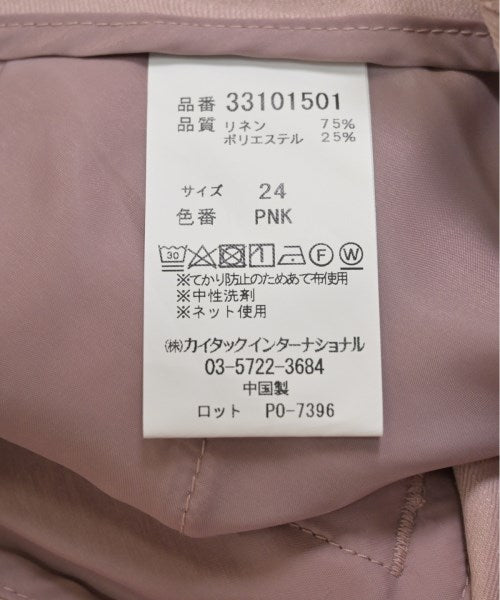 品番 33101501
品質 リネン 75%
ポリエステル 25%
サイズ 24
色番 PNK
30 F W
※てかり防止のためあて布使用
※中性洗剤
※ネット使用
㈱カイタックインターナショナル
03-5722-3684
中国製
ロット PO-7396